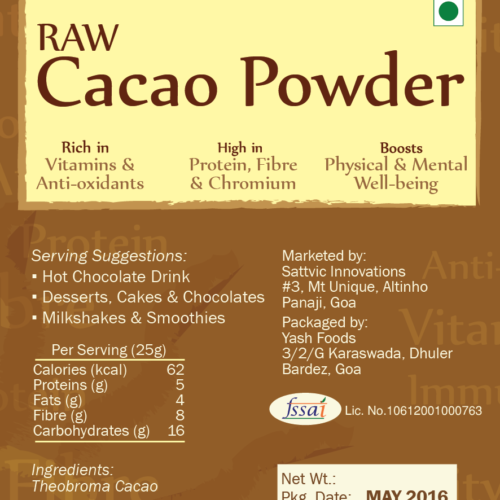 RAW
Cacao Powder
Rich in
Vitamins &
Anti-oxidants
High in
Protein, Fibre
& Chromium
Boosts
Physical & Mental
Well-being
Serving Suggestions:
▪ Hot Chocolate Drink
▪ Desserts, Cakes & Chocolates
▪ Milkshakes & Smoothies
Per Serving (25g)
Calories (kcal) 62
Proteins (g) 5
Fats (g) 4
Fibre (g) 8
Carbohydrates (g) 16
Ingredients:
Theobroma Cacao
Marketed by:
Sattvic Innovations
#3, Mt Unique, Altinho
Panaji, Goa
Packaged by:
Yash Foods
3/2/G Karaswada, Dhuler
Bardez, Goa
fssai Lic. No.10612001000763
Net Wt.:
Pkg. Date: MAY 2016
Protein
Anti-